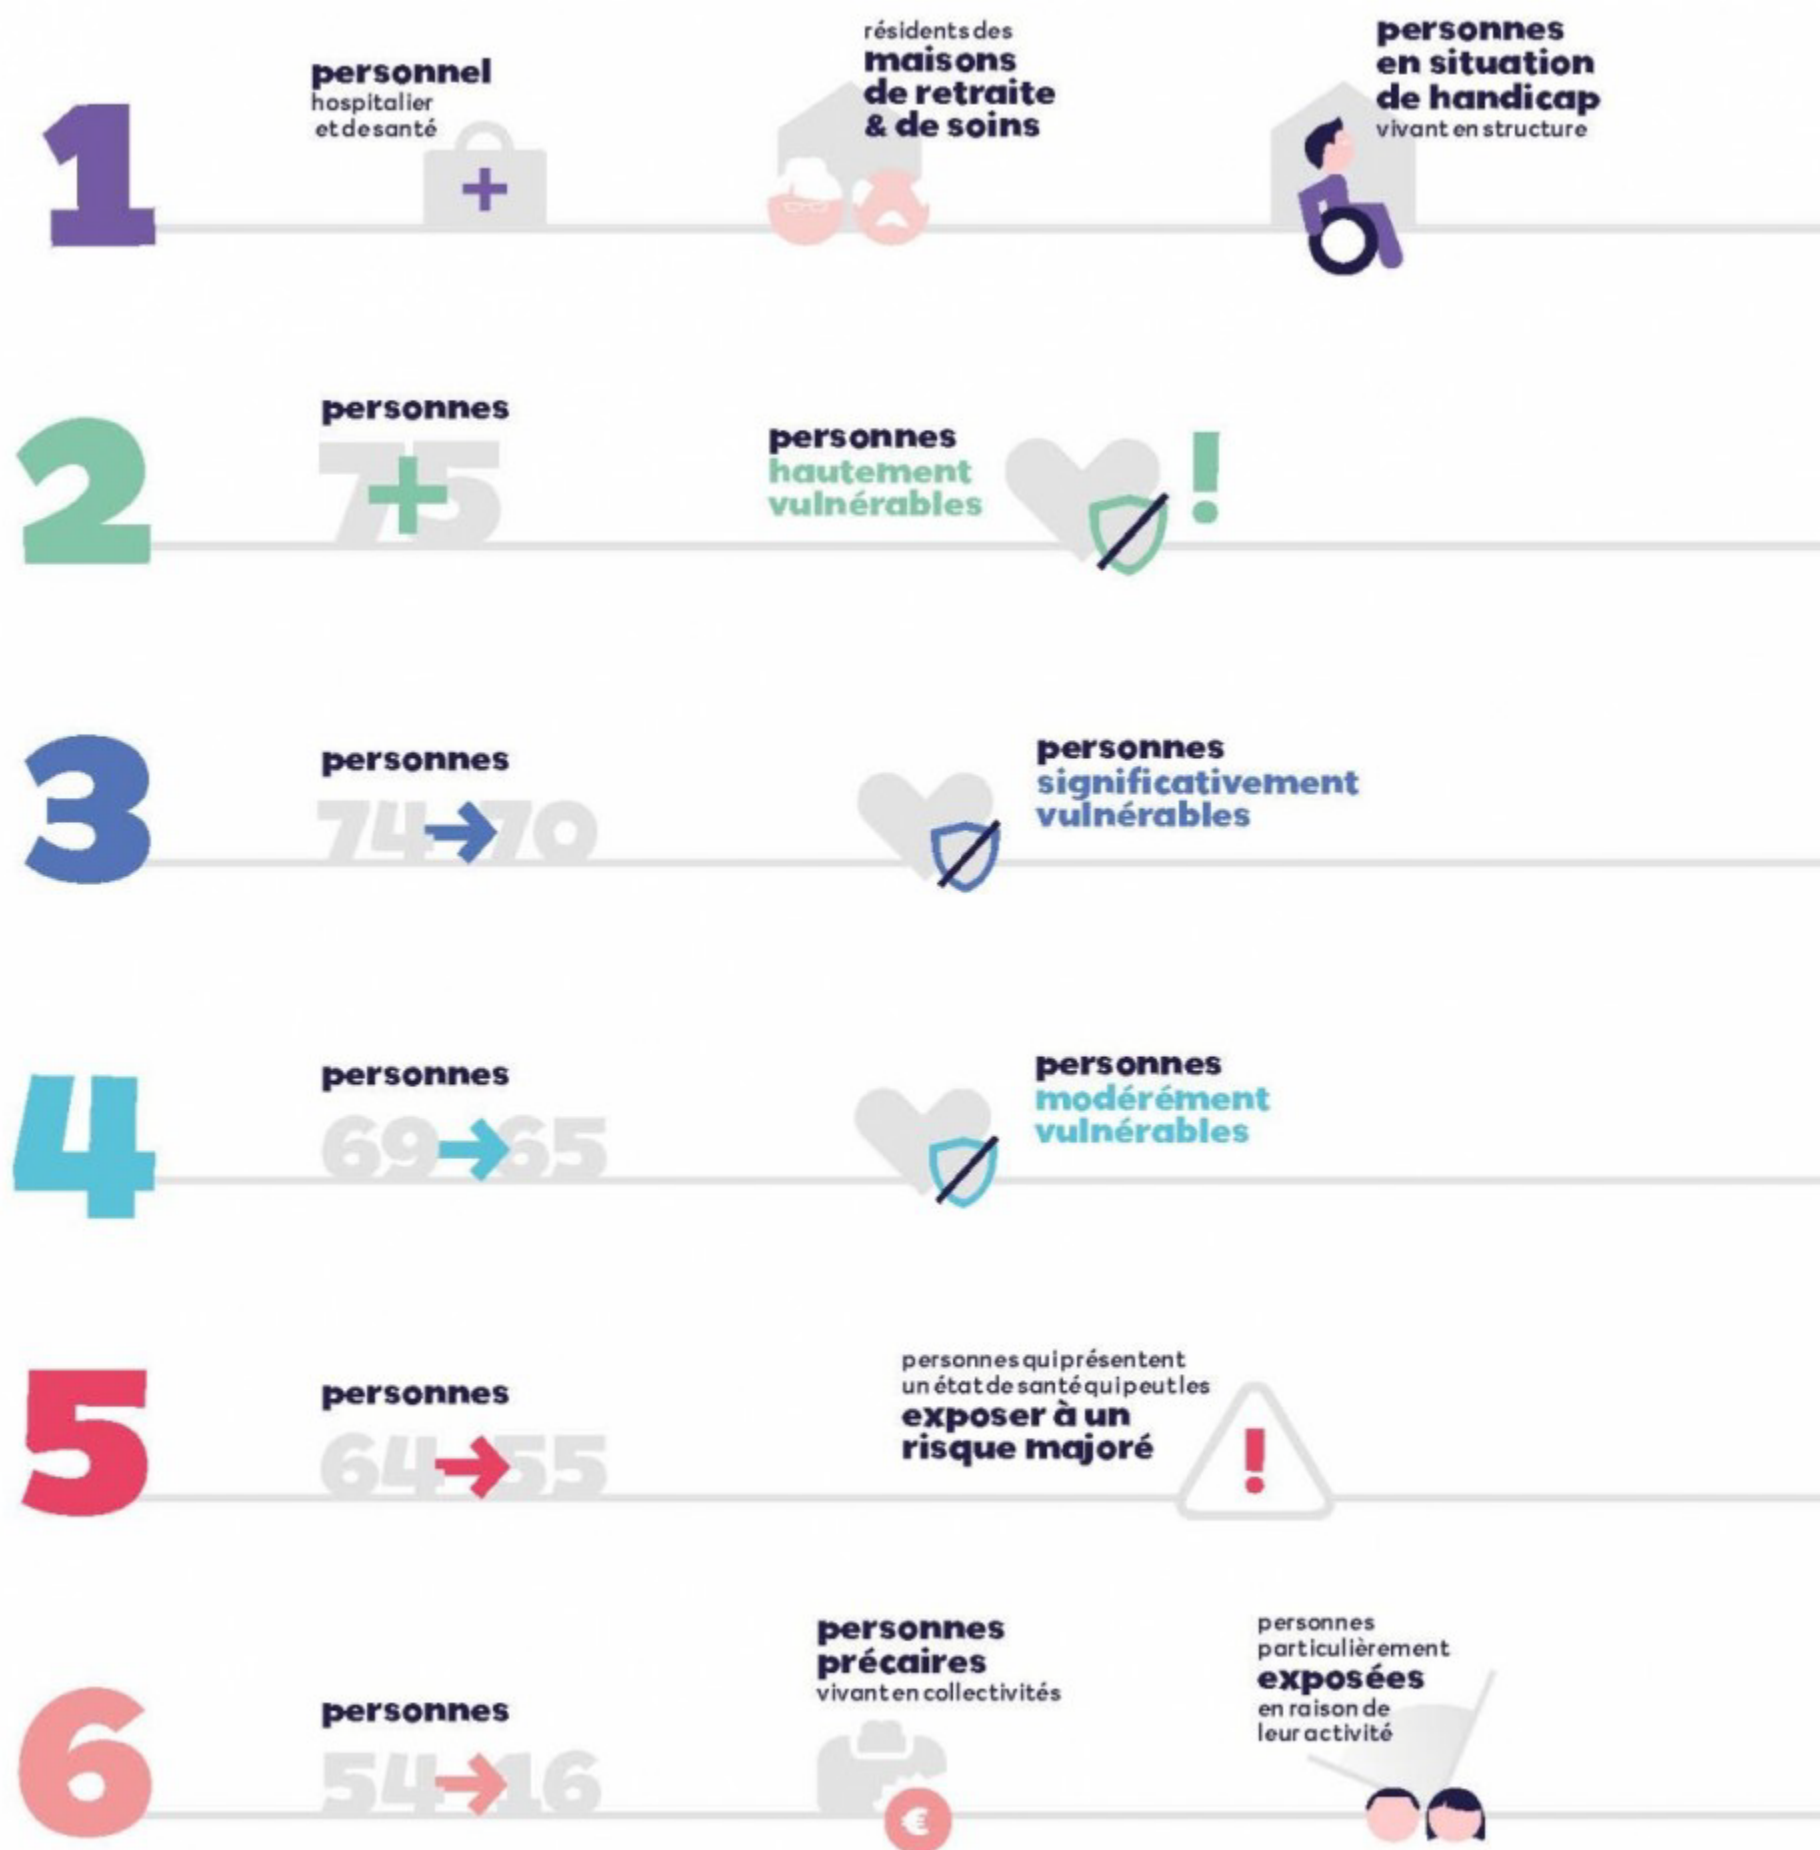 1
personnel
hospitalier
et de santé
+
résidents des
maisons
de retraite
& de soins
personnes
en situation
de handicap
vivant en structure
2
personnes
75
+
personnes
hautement
vulnérables
!
3
personnes
74→70
personnes
significativement
vulnérables
4
personnes
69→65
personnes
modérément
vulnérables
5
personnes
64→55
personnes qui présentent
un état de santé qui peut les
exposer à un
risque majoré
!
6
personnes
54→16
personnes
précaires
vivant en collectivités
€
personnes
particulièrement
exposées
en raison de
leur activité